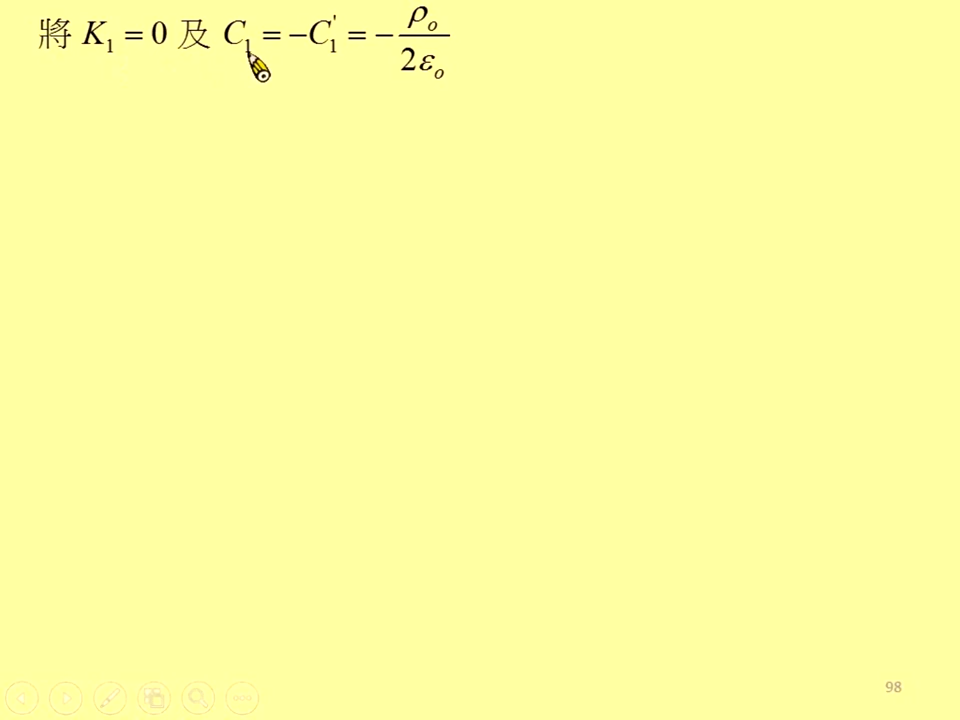 將 K₁ = 0 及 C₁ = −C₁' = −ρₒ/2εₒ
98